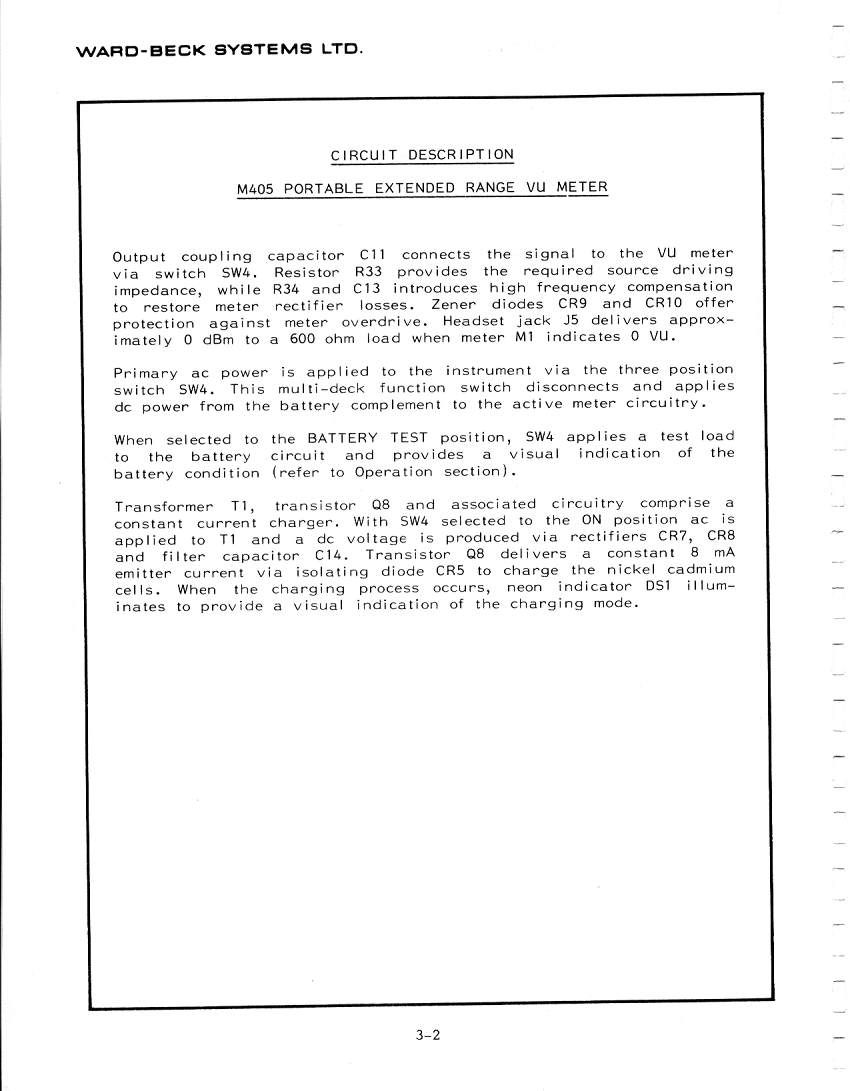 WARD-BECK SYSTEMS LTD.
CIRCUIT DESCRIPTION
M405 PORTABLE EXTENDED RANGE VU METER
Output coupling capacitor C11 connects the signal to the VU meter
via switch SW4. Resistor R33 provides the required source driving
impedance, while R34 and C13 introduces high frequency compensation
to restore meter rectifier losses. Zener diodes CR9 and CR10 offer
protection against meter overdrive. Headset jack J5 delivers approx-
imately 0 dBm to a 600 ohm load when meter M1 indicates 0 VU.
Primary ac power is applied to the instrument via the three position
switch SW4. This multi-deck function switch disconnects and applies
dc power from the battery complement to the active meter circuitry.
When selected to the BATTERY TEST position, SW4 applies a test load
to the battery circuit and provides a visual indication of the
battery condition (refer to Operation section).
Transformer T1, transistor Q8 and associated circuitry comprise a
constant current charger. With SW4 selected to the ON position ac is
applied to T1 and a dc voltage is produced via rectifiers CR7, CR8
and filter capacitor C14. Transistor Q8 delivers a constant 8 mA
emitter current via isolating diode CR5 to charge the nickel cadmium
cells. When the charging process occurs, neon indicator DS1 illum-
inates to provide a visual indication of the charging mode.
3-2